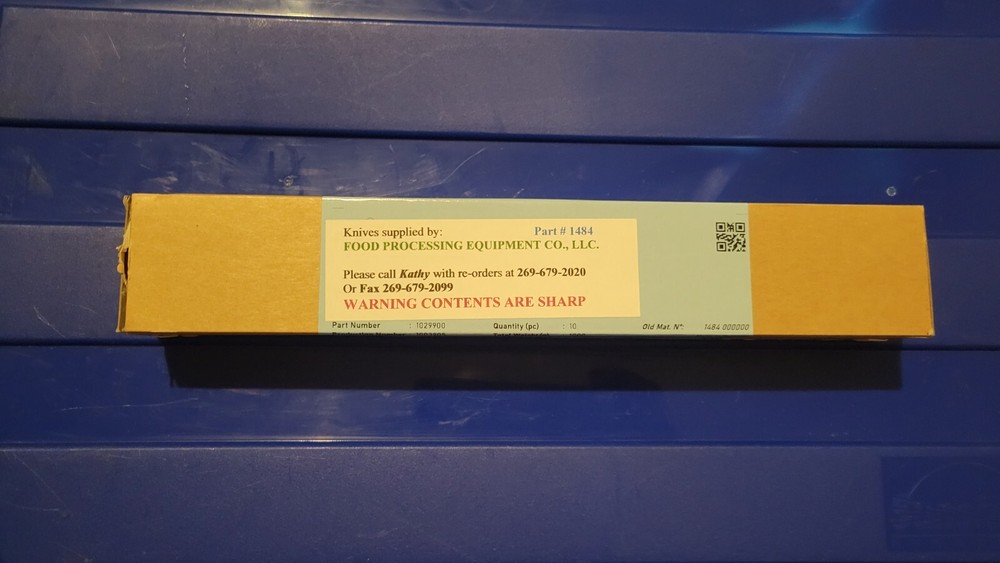 Knives supplied by: Part # 1484
FOOD PROCESSING EQUIPMENT CO., LLC.
Please call Kathy with re-orders at 269-679-2020
Or Fax 269-679-2099
WARNING CONTENTS ARE SHARP
Part Number : 1029900 Quantity (pc) : 10 Old Mat. N°: 1484 000000